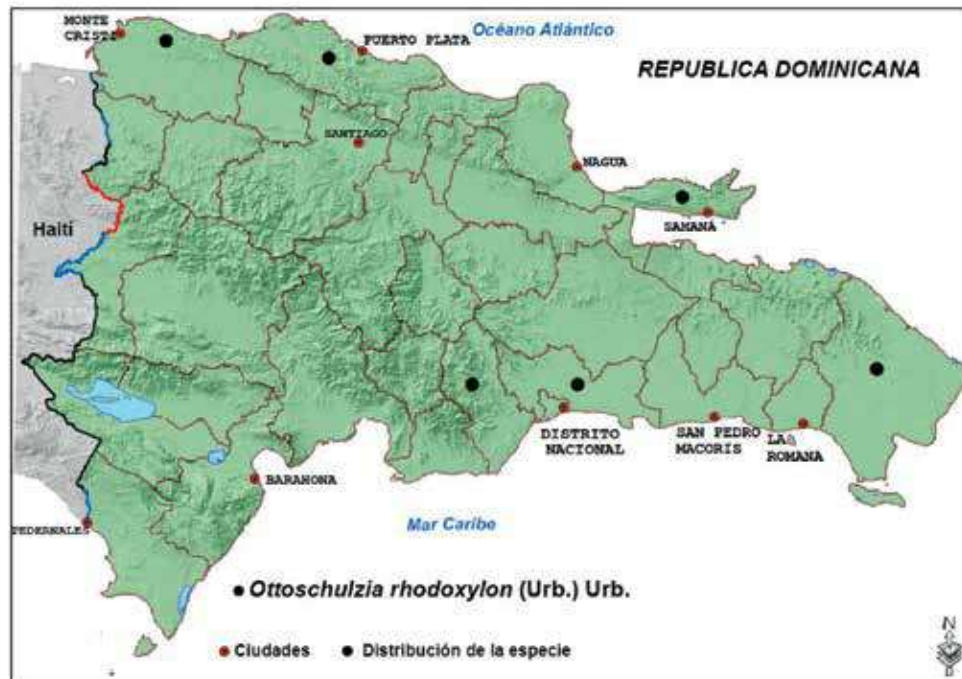 MONTE
CRISTI
PUERTO PLATA
Océano Atlántico
REPUBLICA DOMINICANA
SANTIAGO
NAGUA
SAMANÁ
Haití
DISTRITO
NACIONAL
SAN PEDRO
MACORIS
LA
ROMANA
BARAHONA
PEDERNALES
Mar Caribe
Ottoschulzia rhodoxylon (Urb.) Urb.
Ciudades
Distribución de la especie
N